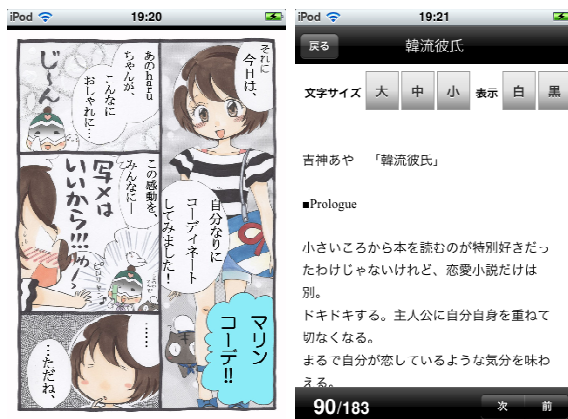 iPod 19:20
それに
今日は、
自分なりに
コーディネート
してみました!
マリン
コーデ!!
あのharu
ちゃんが、
こんなに
おしゃれに…
じ〜ん
この感動を、
みんなにー
写メは
いいから!!!
……
…ただね、
iPod 19:21
戻る 韓流彼氏
文字サイズ 大 中 小 表示 白 黒
吉神あや 「韓流彼氏」
■Prologue
小さいころから本を読むのが特別好きだっ
たわけじゃないけれど、恋愛小説だけは
別。
ドキドキする。主人公に自分自身を重ねて
切なくなる。
まるで自分が恋しているような気分を味わ
える。
90/183 次 前